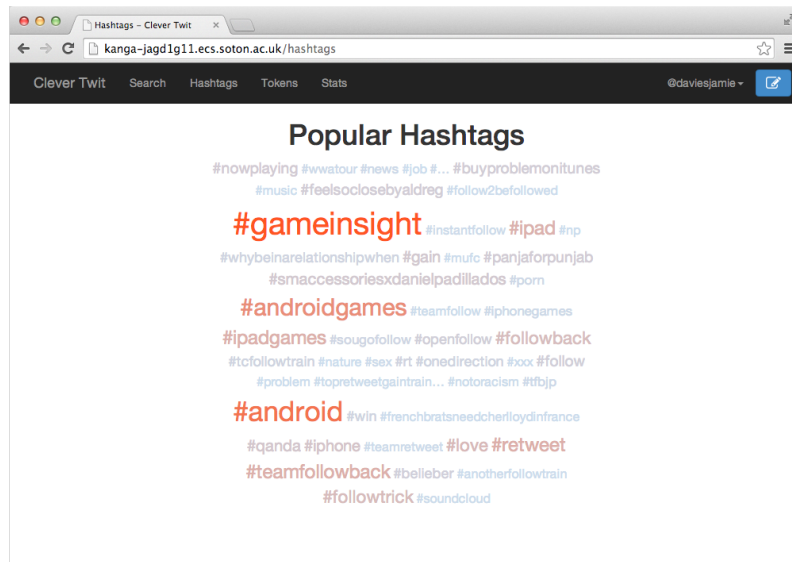 Hashtags - Clever Twit
kanga-jagd1g11.ecs.soton.ac.uk/hashtags
Clever Twit Search Hashtags Tokens Stats @daviesjamie
Popular Hashtags
#nowplaying #wwatour #news #job #... #buyproblemonitunes
#music #feelsoclosebyaldreg #follow2befollowed
#gameinsight #instantfollow #ipad #np
#whybeinarelationshipwhen #gain #mufc #panjaforpunjab
#smaccessoriesxdanielpadillados #porn
#androidgames #teamfollow #iphonegames
#ipadgames #sougofollow #openfollow #followback
#tcfollowtrain #nature #sex #rt #onedirection #xxx #follow
#problem #topretweetgaintrain... #notoracism #tfbjp
#android #win #frenchbratsneedcherlloydinfrance
#qanda #iphone #teamretweet #love #retweet
#teamfollowback #belieber #anotherfollowtrain
#followtrick #soundcloud